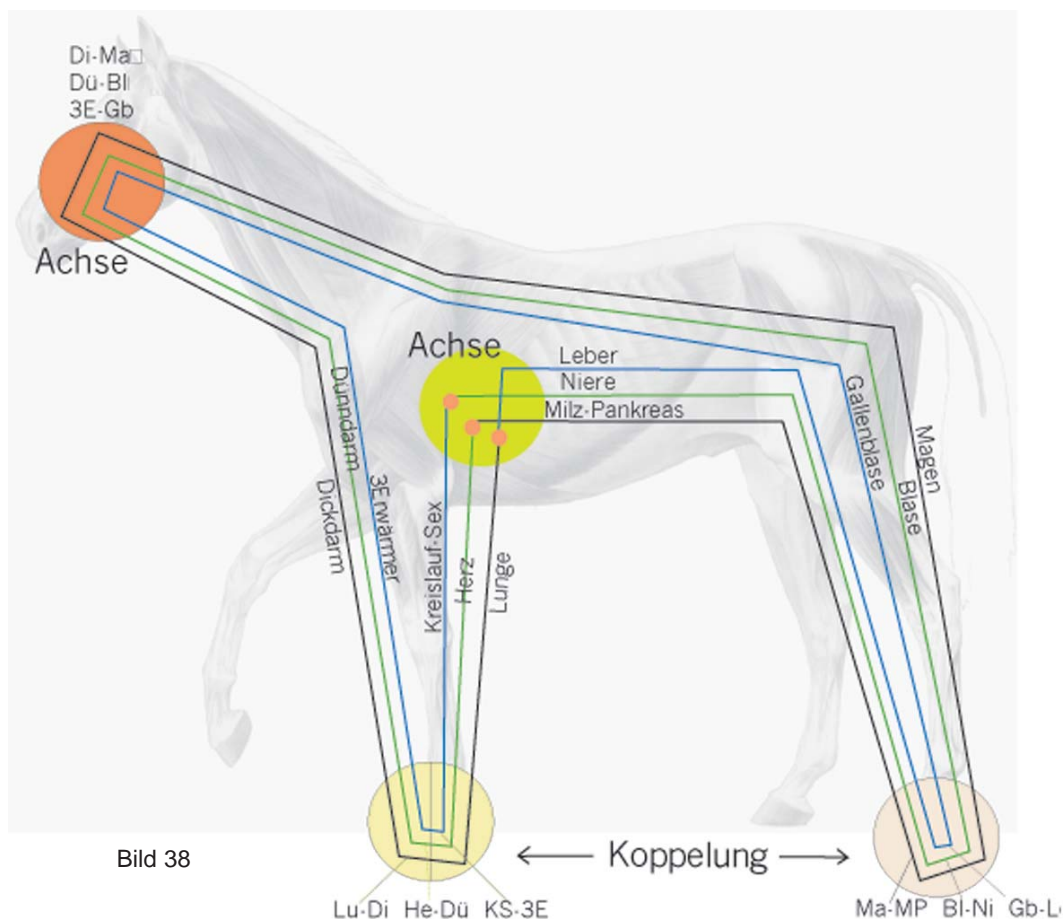 Di-Ma
Dü-Bl
3E-Gb
Achse
Achse
Leber
Niere
Milz-Pankreas
Dünndarm
Dickdarm
3Erwärmer
Kreislauf-Sex
Herz
Lunge
Gallenblase
Magen
Blase
Bild 38
Koppelung
Lu-Di He-Dü KS-3E
Ma-MP Bl-Ni Gb-L